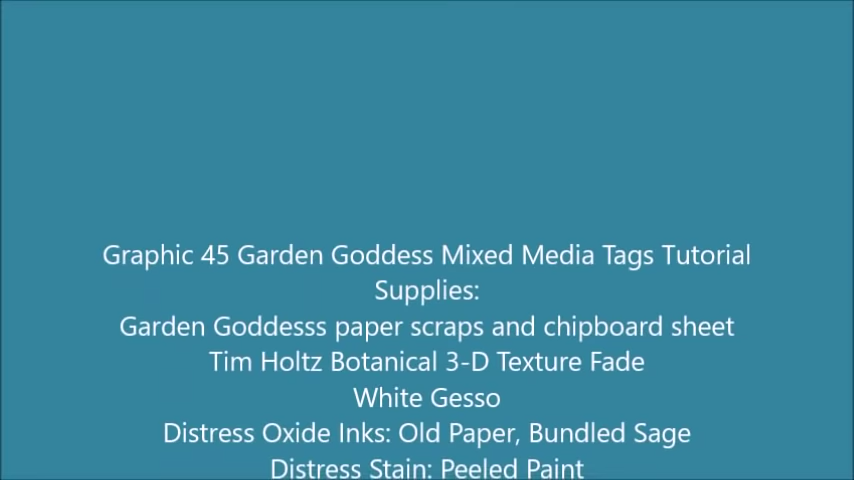 Graphic 45 Garden Goddess Mixed Media Tags Tutorial
Supplies:
Garden Goddesss paper scraps and chipboard sheet
Tim Holtz Botanical 3-D Texture Fade
White Gesso
Distress Oxide Inks: Old Paper, Bundled Sage
Distress Stain: Peeled Paint